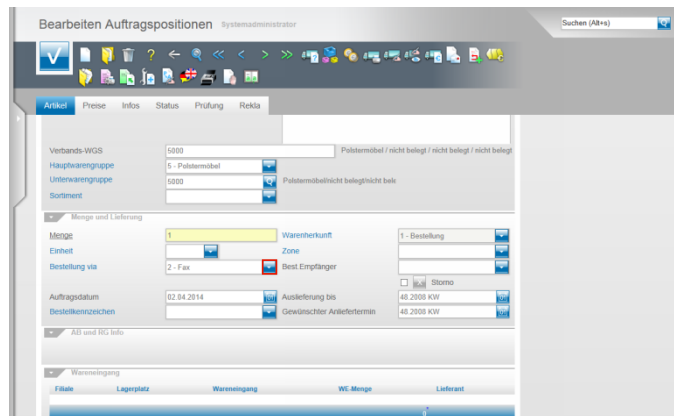 Bearbeiten Auftragspositionen Systemadministrator
Suchen (Alt+s)
Artikel Preise Infos Status Prüfung Rekla
Verbands-WGS 5000 Polstermöbel / nicht belegt / nicht belegt / nicht belegt
Hauptwarengruppe 5 - Polstermöbel
Unterwarengruppe 5000 Polstermöbel/nicht belegt/nicht bele
Sortiment
Menge und Lieferung
Menge 1 Warenherkunft 1 - Bestellung
Einheit Zone
Bestellung via 2 - Fax Best.Empfänger
Storno
Auftragsdatum 02.04.2014 Auslieferung bis 48.2008 KW
Bestellkennzeichen Gewünschter Anliefertermin 48.2008 KW
AB und RG Info
Wareneingang
Filiale Lagerplatz Wareneingang WE-Menge Lieferant